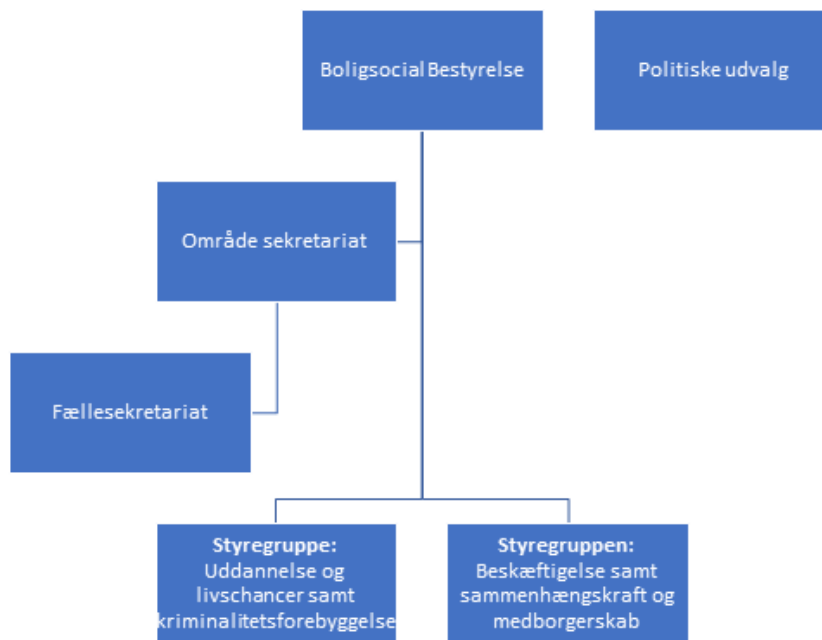 Boligsocial Bestyrelse
Politiske udvalg
Område sekretariat
Fællesekretariat
Styregruppe:
Uddannelse og
livschancer samt
kriminalitetsforebyggelse
Styregruppen:
Beskæftigelse samt
sammenhængskraft og
medborgerskab